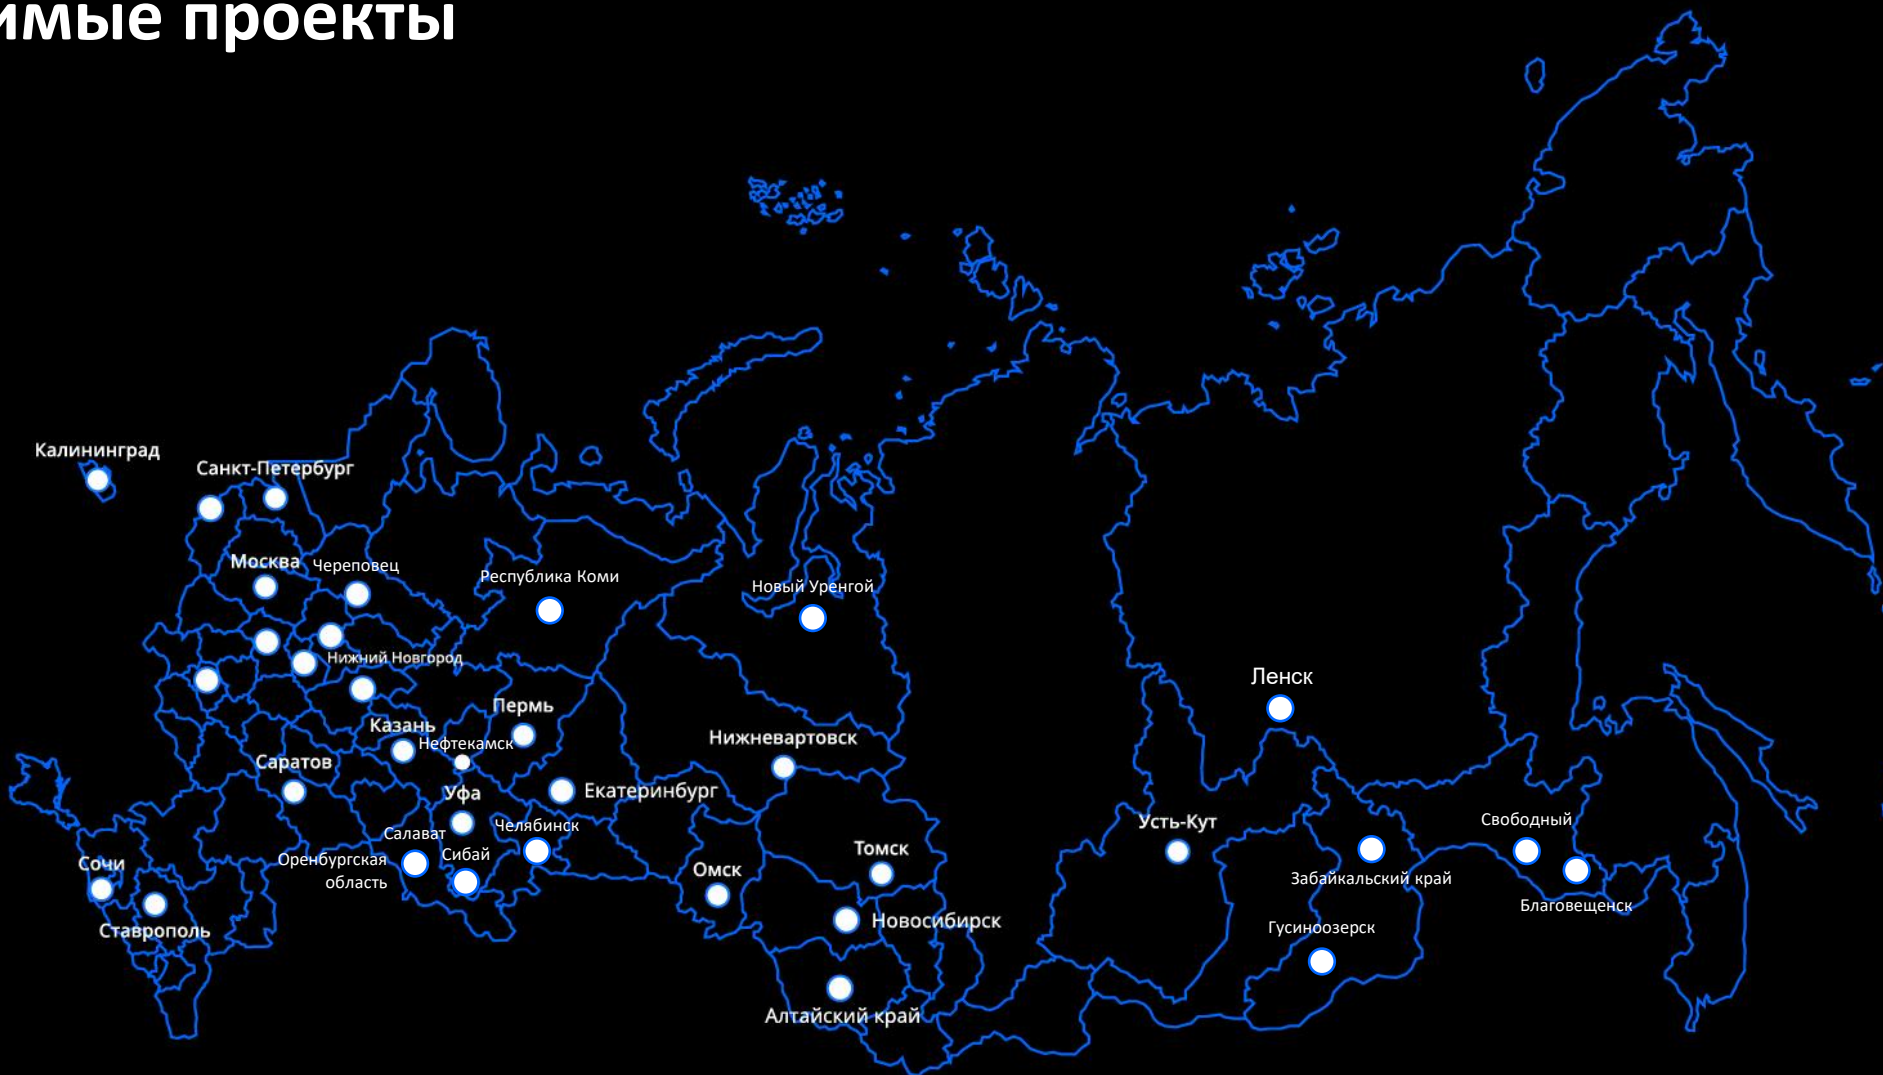 имые проекты
Калининград
Санкт-Петербург
Москва
Череповец
Республика Коми
Новый Уренгой
Нижний Новгород
Ленск
Пермь
Казань
Нефтекамск
Нижневартовск
Саратов
Уфа
Екатеринбург
Усть-Кут
Свободный
Салават
Челябинск
Сибай
Оренбургская
область
Сочи
Омск
Томск
Забайкальский край
Благовещенск
Ставрополь
Новосибирск
Гусиноозерск
Алтайский край